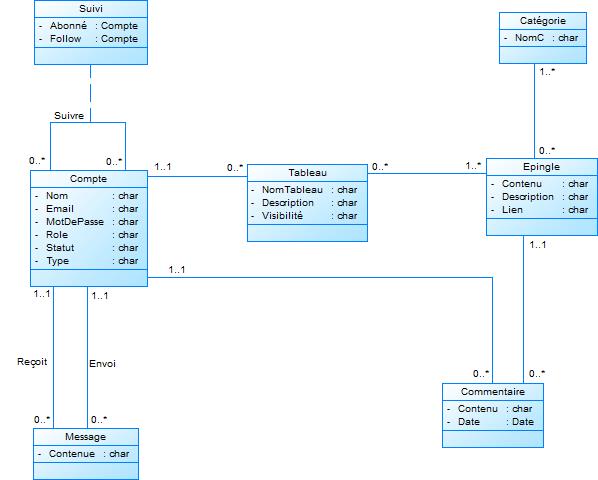 Suivi
- Abonné : Compte
- Follow : Compte
Catégorie
- NomC : char
Suivre
1..*
0..*
0..*
0..*
1..1
0..*
0..*
1..*
Compte
- Nom : char
- Email : char
- MotDePasse : char
- Role : char
- Statut : char
- Type : char
Tableau
- NomTableau : char
- Description : char
- Visibilité : char
Epingle
- Contenu : char
- Description : char
- Lien : char
1..1
1..1
1..1
1..1
Reçoit
Envoi
0..*
0..*
0..*
0..*
Commentaire
- Contenu : char
- Date : Date
Message
- Contenue : char